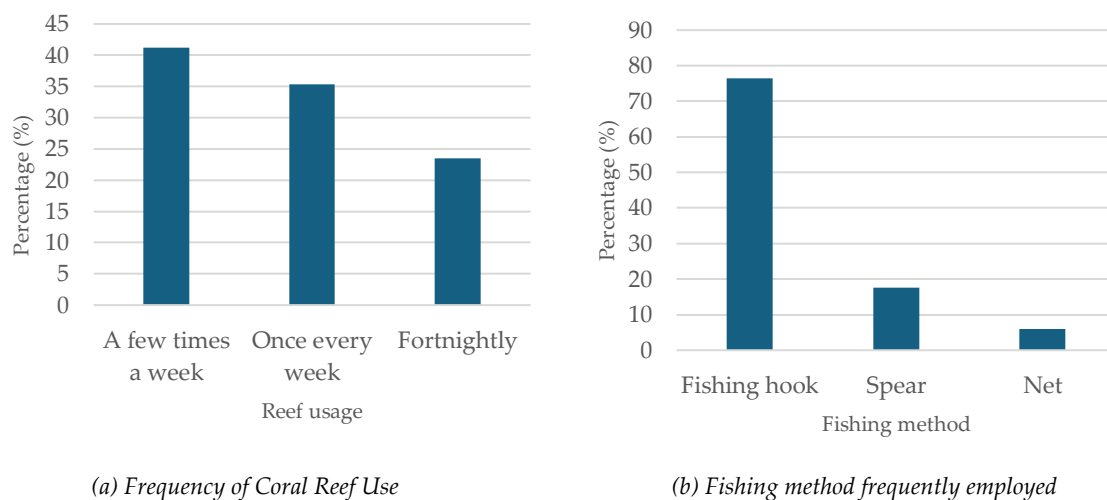 45
40
35
30
25
20
15
10
5
0
Percentage (%)
A few times
a week
Once every
week
Fortnightly
Reef usage
(a) Frequency of Coral Reef Use
90
80
70
60
50
40
30
20
10
0
Percentage (%)
Fishing hook
Spear
Net
Fishing method
(b) Fishing method frequently employed